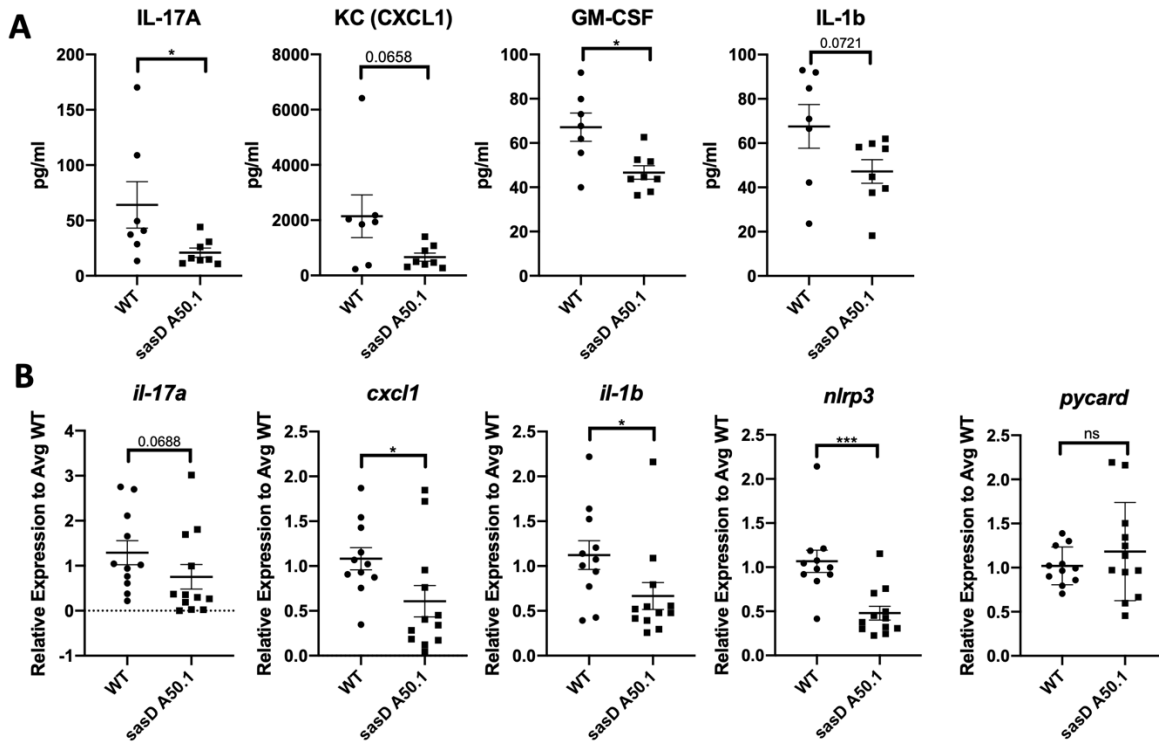 A
IL-17A
KC (CXCL1)
GM-CSF
IL-1b
*
0.0658
*
0.0721
pg/ml
200
150
100
50
0
WT
sasD A50.1
pg/ml
8000
6000
4000
2000
0
WT
sasD A50.1
pg/ml
100
80
60
40
20
0
WT
sasD A50.1
pg/ml
100
80
60
40
20
0
WT
sasD A50.1
B
il-17a
cxcl1
il-1b
nlrp3
pycard
0.0688
*
*
***
ns
Relative Expression to Avg WT
4
3
2
1
0
-1
WT
sasD A50.1
Relative Expression to Avg WT
2.5
2.0
1.5
1.0
0.5
0.0
WT
sasD A50.1
Relative Expression to Avg WT
2.5
2.0
1.5
1.0
0.5
0.0
WT
sasD A50.1
Relative Expression to Avg WT
2.5
2.0
1.5
1.0
0.5
0.0
WT
sasD A50.1
Relative Expression to Avg WT
2.5
2.0
1.5
1.0
0.5
0.0
WT
sasD A50.1